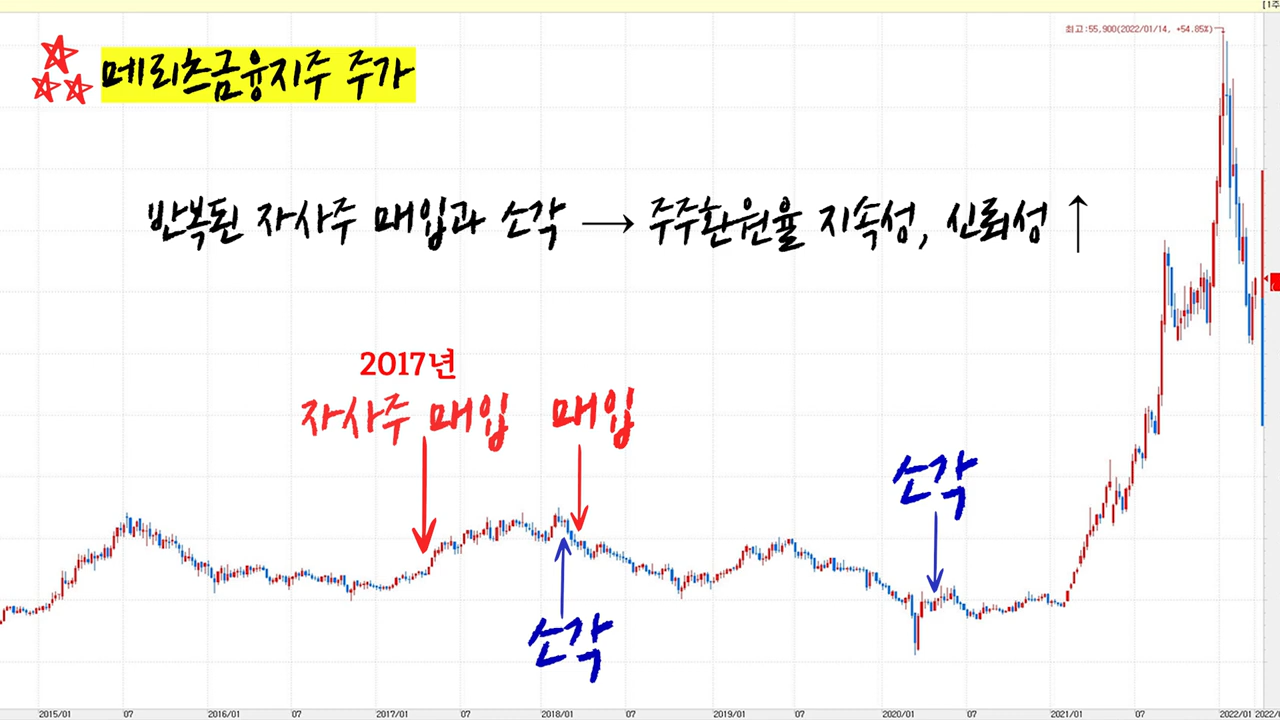 [1주
최고:55,900(2022/01/14, +54.85%)
메리츠금융지주 주가
반복된 자사주 매입과 소각 → 주주환원율 지속성, 신뢰성 ↑
2017년
자사주 매입 매입
소각
소각
2015/01 07 2016/01 07 2017/01 07 2018/01 07 2019/01 07 2020/01 07 2021/01 07 2022/01 2022/0